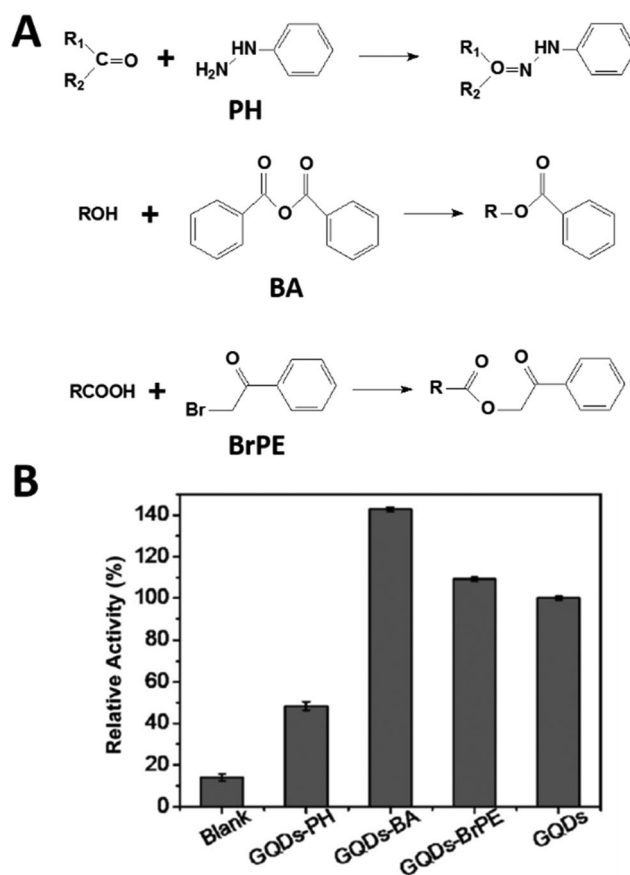 A
R1 C=O + H2N HN → R1 O=N HN
R2 R2
PH
ROH + O O O → R-O O
BA
RCOOH + O Br → R O O O
BrPE
B
Relative Activity (%)
140
120
100
80
60
40
20
0
Blank
GQDs-PH
GQDs-BA
GQDs-BrPE
GQDs